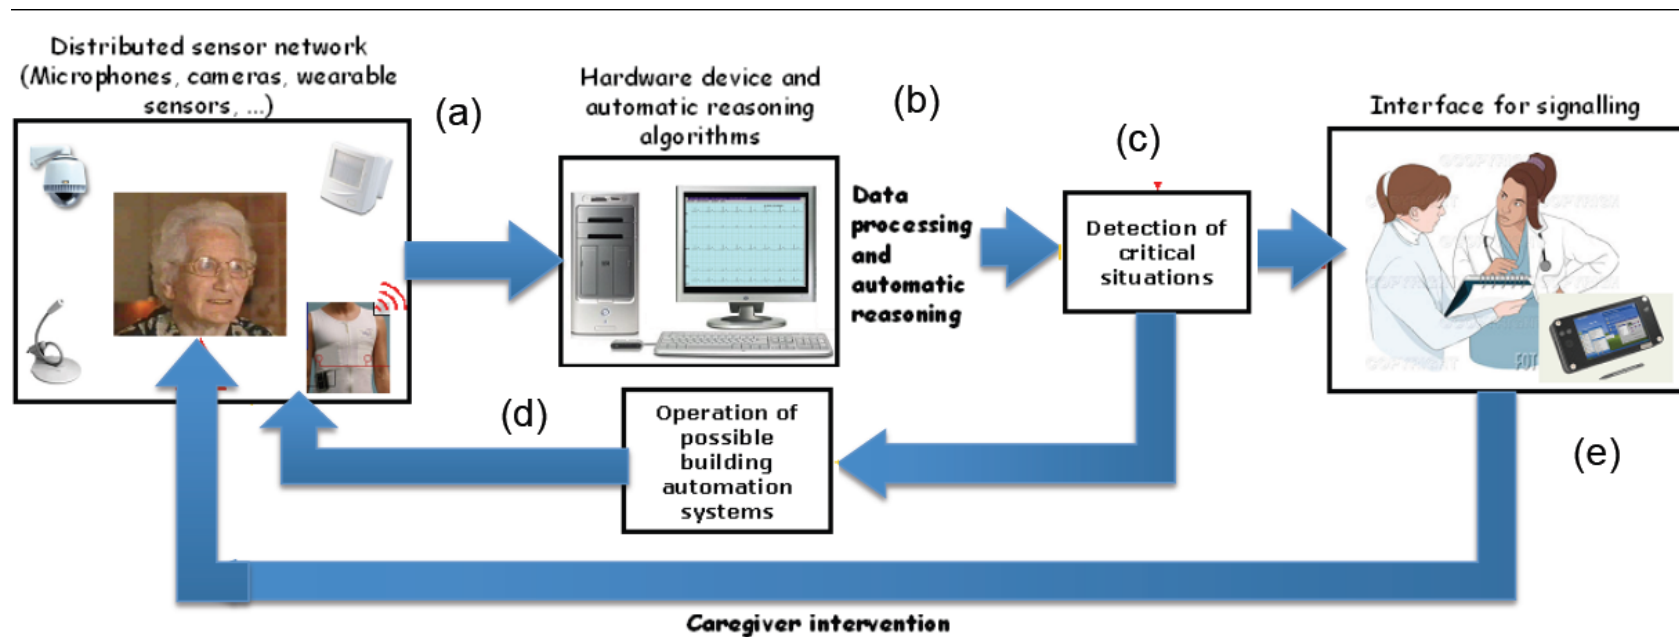 Distributed sensor network
(Microphones, cameras, wearable
sensors, ...)
(a)
Hardware device and
automatic reasoning
algorithms
(b)
Data
processing
and
automatic
reasoning
(c)
Detection of
critical
situations
Interface for signalling
(d)
Operation of
possible
building
automation
systems
(e)
Caregiver intervention